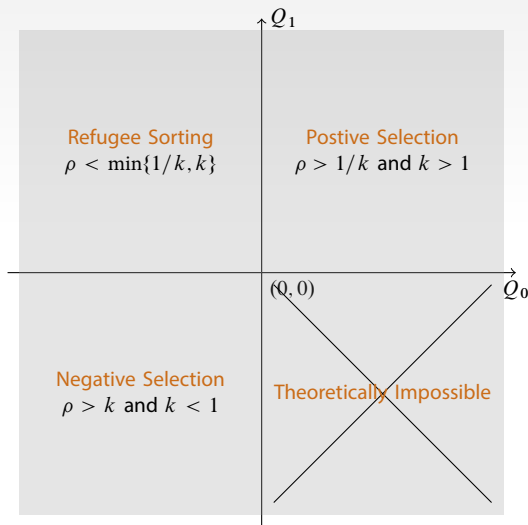 Q₁
Refugee Sorting
ρ < min{1/k, k}
Postive Selection
ρ > 1/k and k > 1
(0, 0)
Q₀
Negative Selection
ρ > k and k < 1
Theoretically Impossible